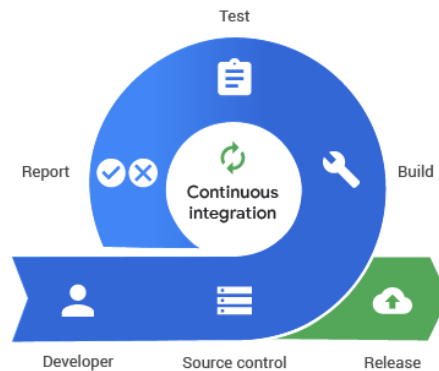 Test
Report
Continuous
integration
Build
Developer
Source control
Release